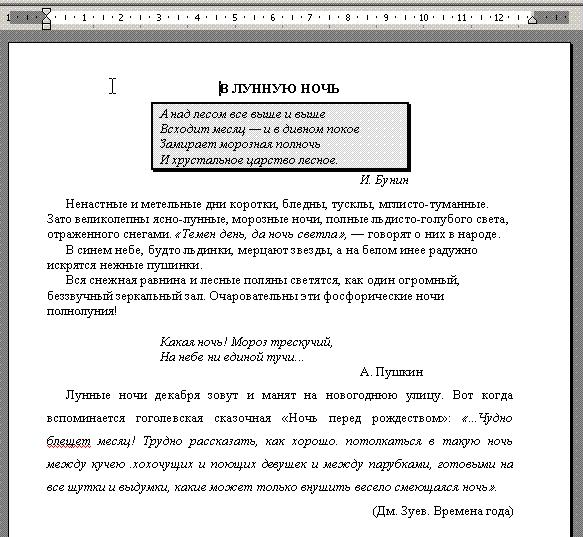 1 2 3 4 5 6 7 8 9 10 11 12
В ЛУННУЮ НОЧЬ
А над лесом все выше и выше
Всходит месяц — и в дивном покое
Замирает морозная полночь
И хрустальное царство лесное.
И. Бунин
Ненастные и метельные дни коротки, бледны, тусклы, мглисто-туманные.
Зато великолепны ясно-лунные, морозные ночи, полные льдисто-голубого света,
отраженного снегами. «Темен день, да ночь светла», — говорят о них в народе.
В синем небе, будто льдинки, мерцают звезды, а на белом инее радужно
искрятся нежные пушинки.
Вся снежная равнина и лесные поляны светятся, как один огромный,
беззвучный зеркальный зал. Очаровательны эти фосфорические ночи
полнолуния!
Какая ночь! Мороз трескучий,
На небе ни единой тучи...
А. Пушкин
Лунные ночи декабря зовут и манят на новогоднюю улицу. Вот когда
вспоминается гоголевская сказочная «Ночь перед рождеством»: «...Чудно
блещет месяц! Трудно рассказать, как хорошо. потолкаться в такую ночь
между кучею .хохочущих и поющих девушек и между парубками, готовыми на
все шутки и выдумки, какие может только внушить весело смеющаяся ночь».
(Дм. Зуев. Времена года)